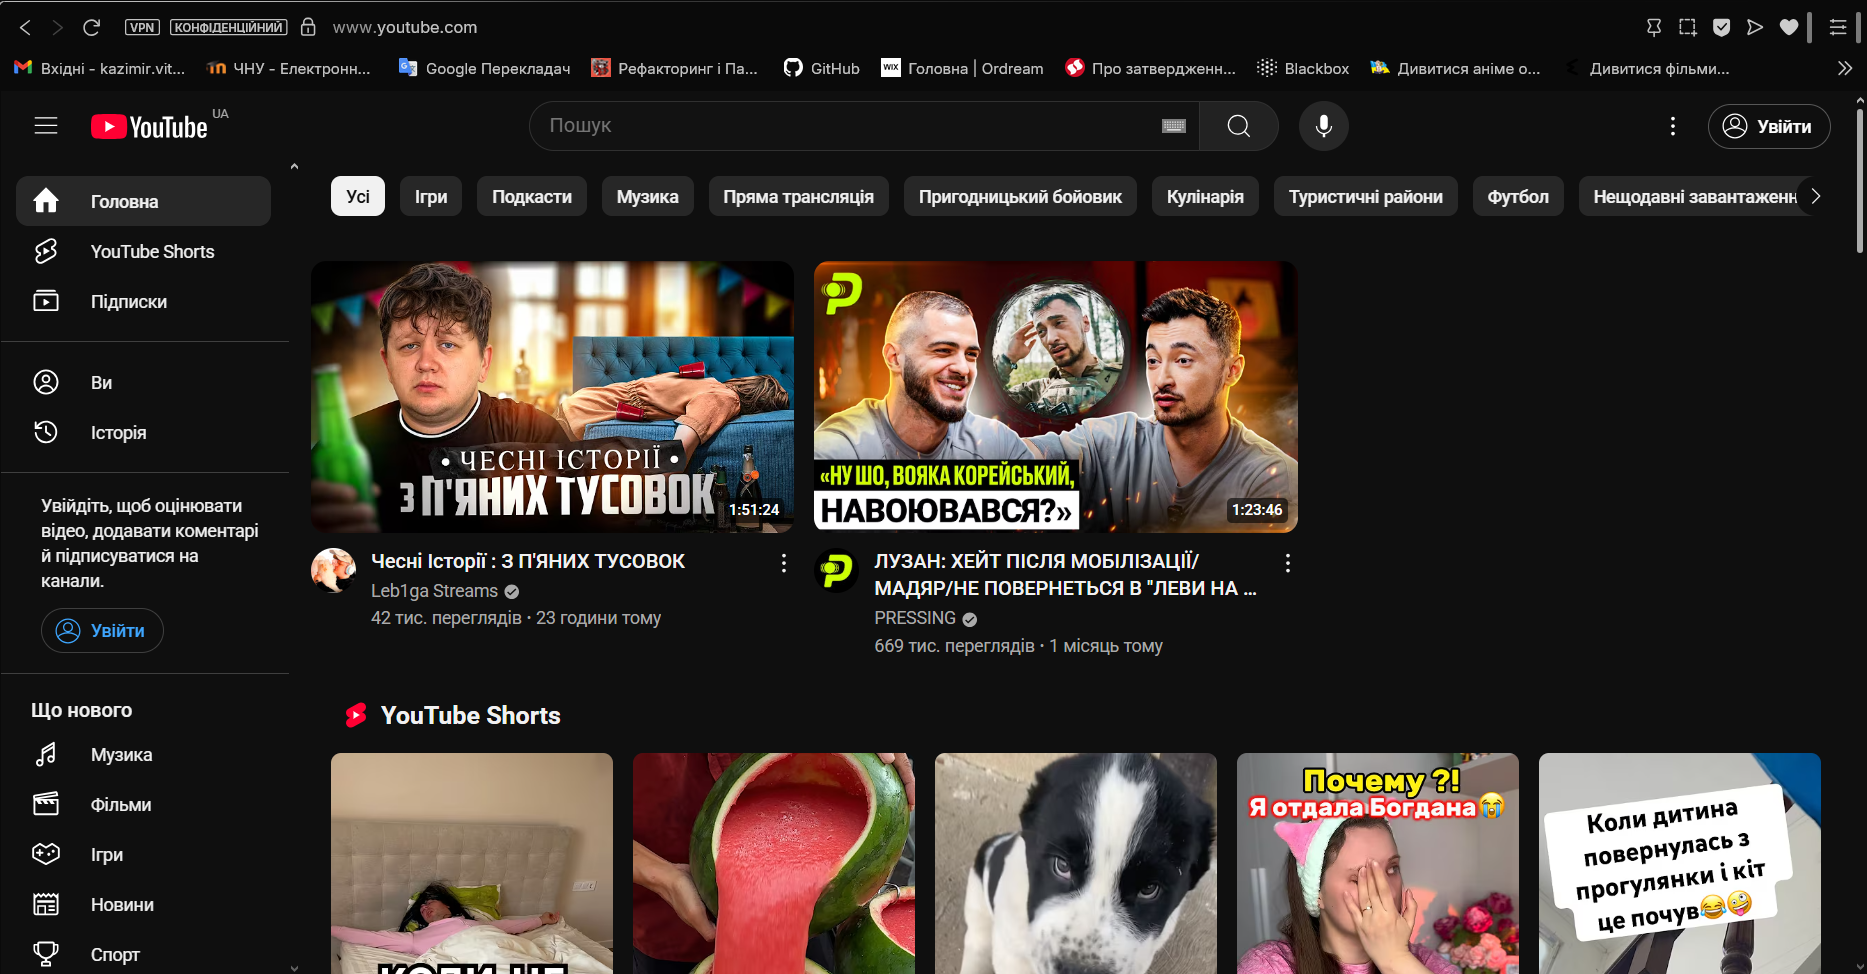 VPN КОНФІДЕНЦІЙНИЙ www.youtube.com
Вхідні - kazimir.vit... ЧНУ - Електронн... Google Перекладач Рефакторинг і Па... GitHub Головна | Ordream Про затвердженн... Blackbox Дивитися аніме о... Дивитися фільми...
YouTube UA
Пошук
Увійти
Головна
YouTube Shorts
Підписки
Ви
Історія
Увійдіть, щоб оцінювати
відео, додавати коментарі
й підписуватися на
канали.
Увійти
Що нового
Музика
Фільми
Ігри
Новини
Спорт
Усі Ігри Подкасти Музика Пряма трансляція Пригодницький бойовик Кулінарія Туристичні райони Футбол Нещодавні завантаженн
• ЧЕСНІ ІСТОРІЇ •
З П'ЯНИХ ТУСОВОК
1:51:24
Чесні Історії : З П'ЯНИХ ТУСОВОК
Leb1ga Streams
42 тис. переглядів • 23 години тому
«НУ ШО, ВОЯКА КОРЕЙСЬКИЙ,
НАВОЮВАВСЯ?»
1:23:46
ЛУЗАН: ХЕЙТ ПІСЛЯ МОБІЛІЗАЦІЇ/
МАДЯР/НЕ ПОВЕРНЕТЬСЯ В "ЛЕВИ НА ...
PRESSING
669 тис. переглядів • 1 місяць тому
YouTube Shorts
КОЛИ ЦЕ
Почему ?!
Я отдала Богдана😭
Коли дитина
повернулась з
прогулянки і кіт
це почув😂🤪